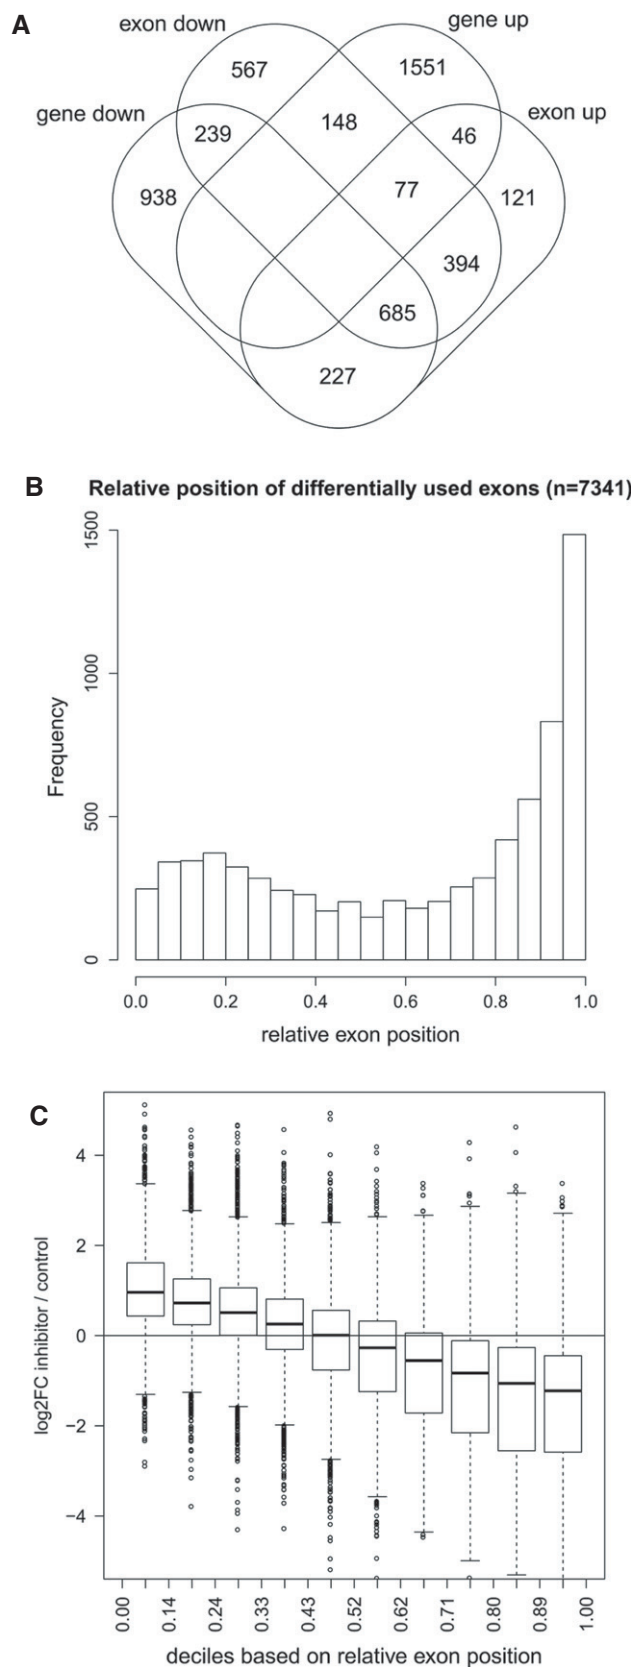 A
exon down
gene up
gene down
exon up
567
1551
239
148
46
938
77
121
394
685
227
B
Relative position of differentially used exons (n=7341)
Frequency
1500
1000
500
0
0.0 0.2 0.4 0.6 0.8 1.0
relative exon position
C
log2FC inhibitor / control
4
2
0
−2
−4
0.00 0.14 0.24 0.33 0.43 0.52 0.62 0.71 0.80 0.89 1.00
deciles based on relative exon position